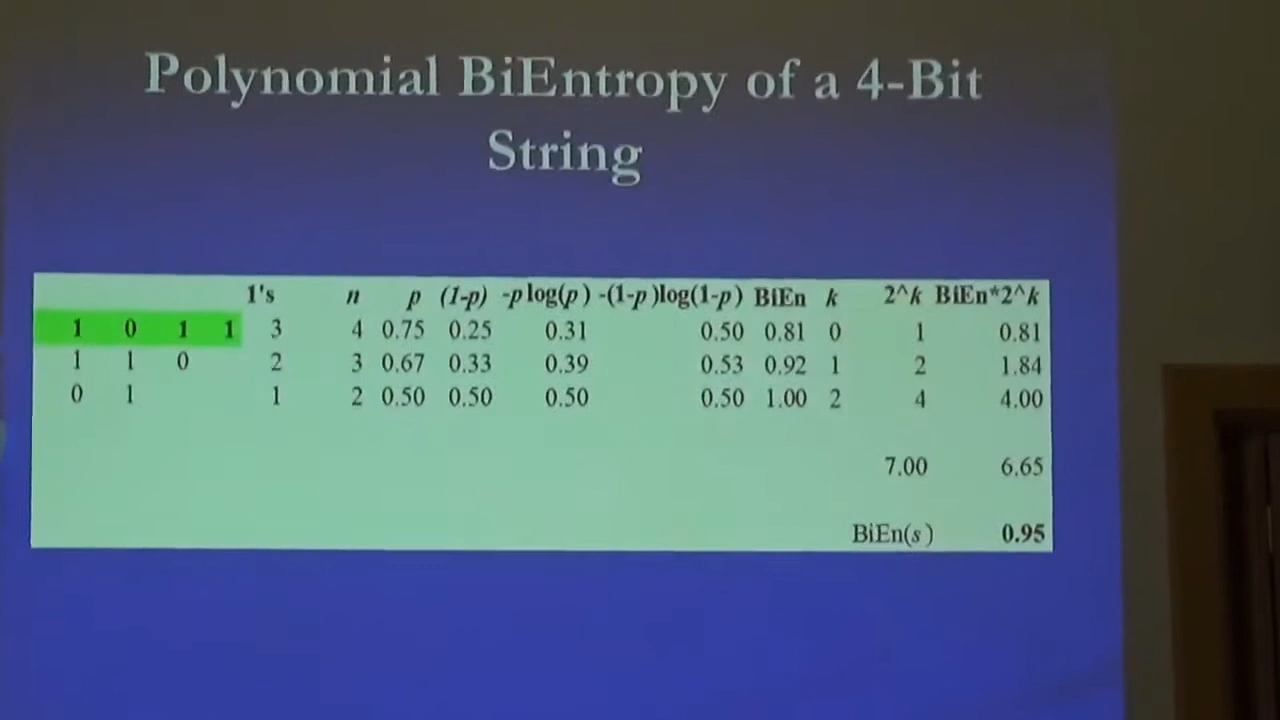 Polynomial BiEntropy of a 4-Bit
String
1's n p (1-p) -p log(p) -(1-p)log(1-p) BiEn k 2^k BiEn*2^k
1 0 1 1 3 4 0.75 0.25 0.31 0.50 0.81 0 1 0.81
1 1 0 2 3 0.67 0.33 0.39 0.53 0.92 1 2 1.84
0 1 1 2 0.50 0.50 0.50 0.50 1.00 2 4 4.00
7.00 6.65
BiEn(s) 0.95